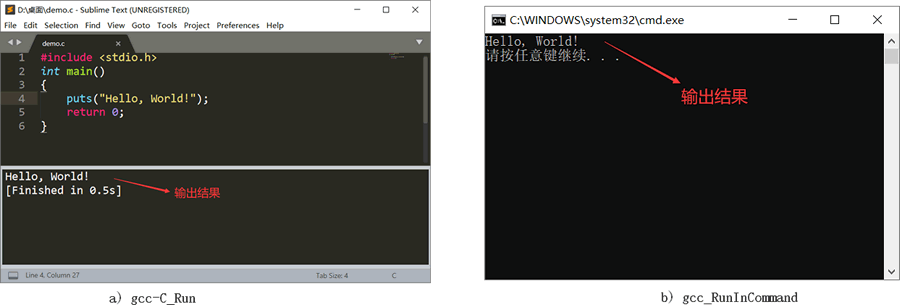 D:\桌面\demo.c - Sublime Text (UNREGISTERED)
File Edit Selection Find View Goto Tools Project Preferences Help
demo.c
1 #include <stdio.h>
2 int main()
3 {
4 puts("Hello, World!");
5 return 0;
6 }
Hello, World!
[Finished in 0.5s]
输出结果
Line 4, Column 27
Tab Size: 4
C
a) gcc-C_Run
C:\WINDOWS\system32\cmd.exe
Hello, World!
请按任意键继续. . .
输出结果
b) gcc_RunInCommand